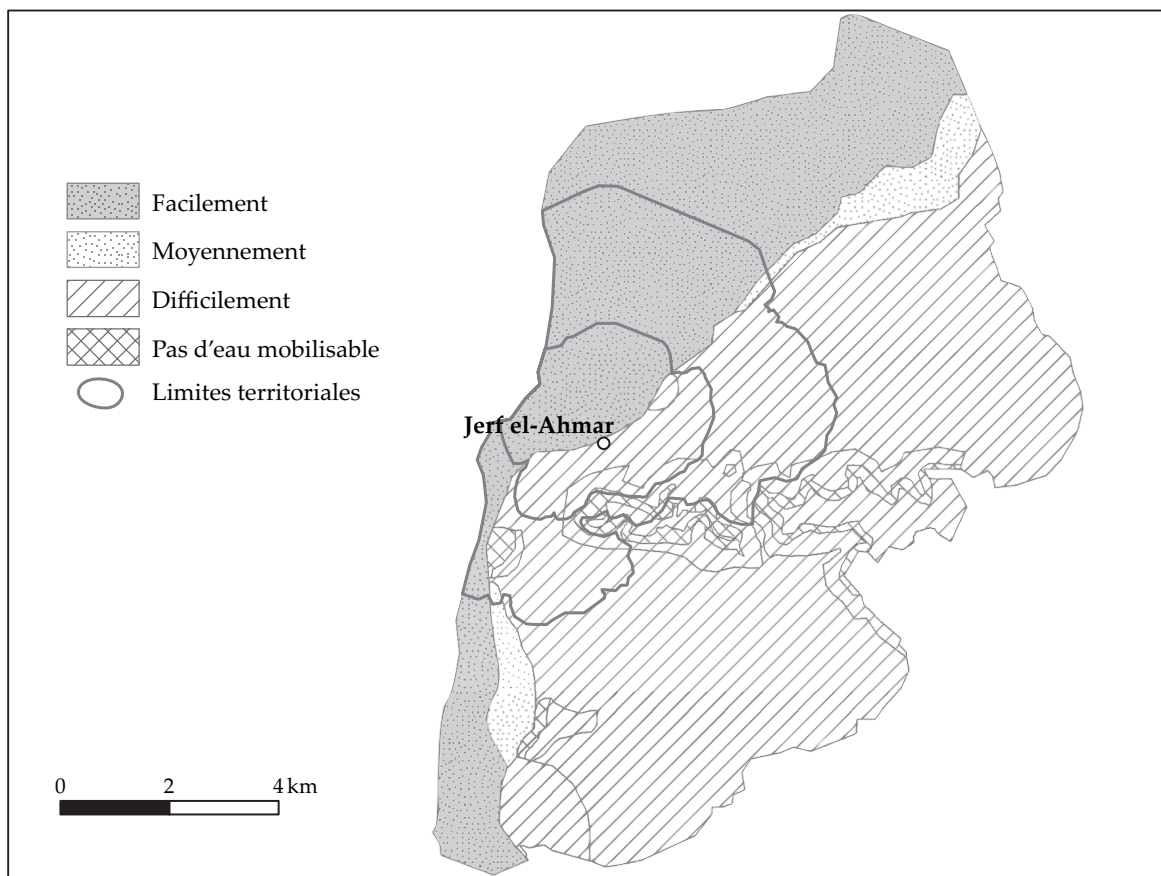 Facilement
Moyennement
Difficilement
Pas d'eau mobilisable
Limites territoriales
Jerf el-Ahmar
0 2 4 km